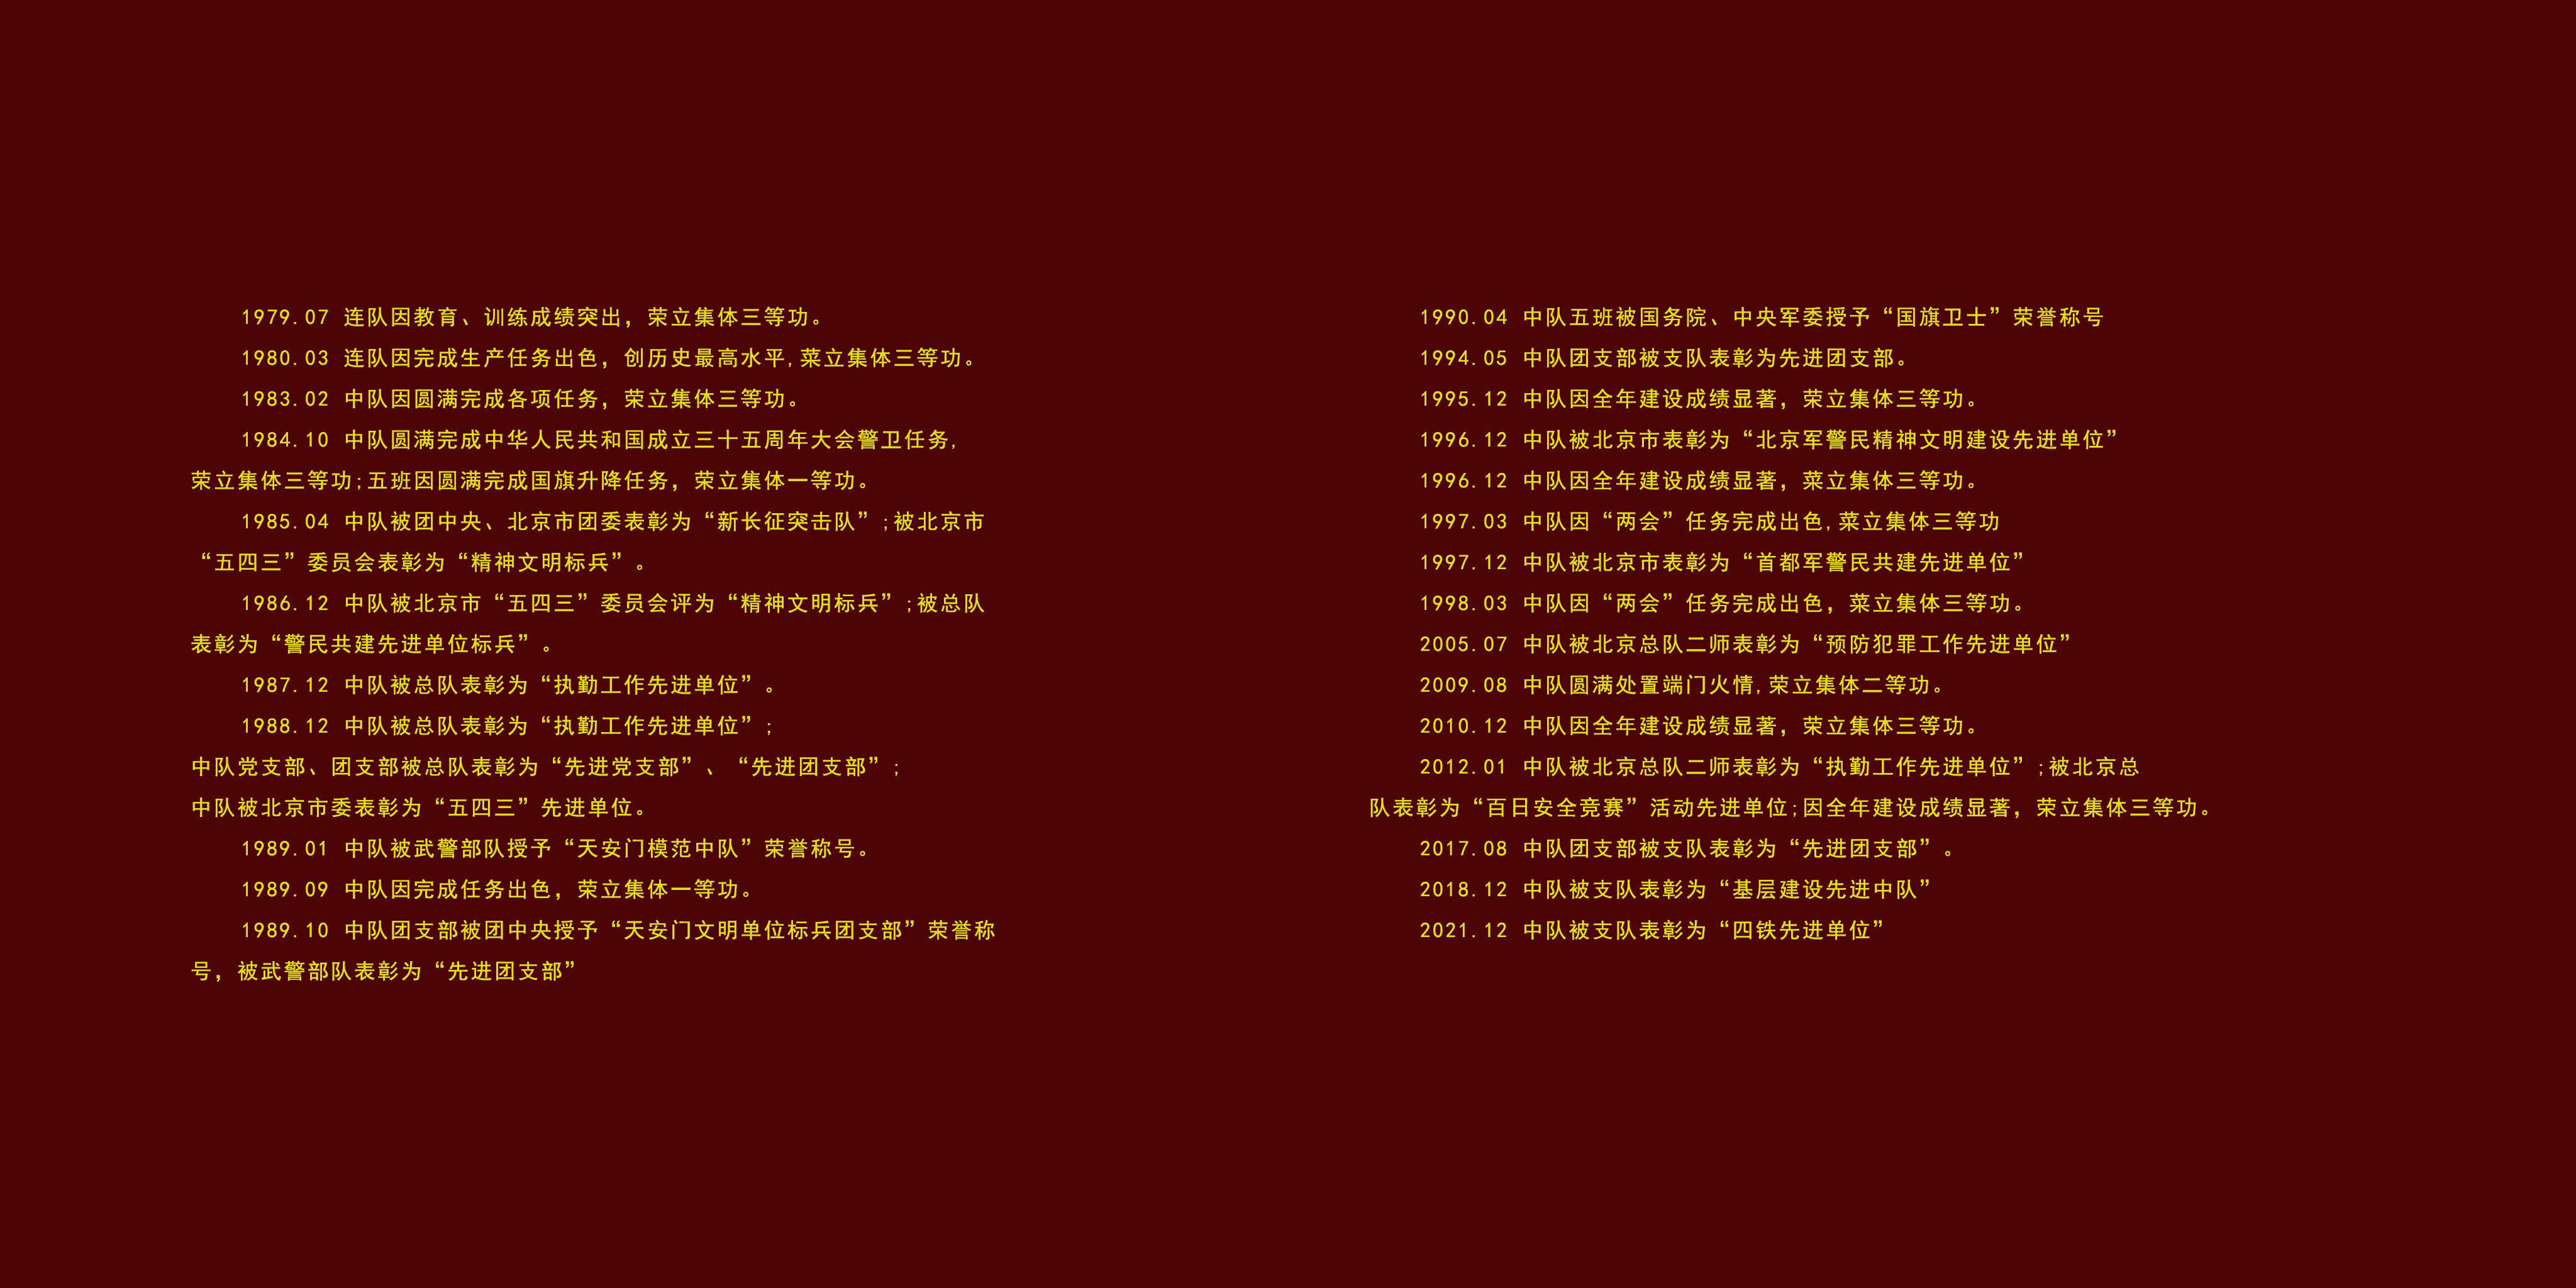 1979.07 连队因教育、训练成绩突出，荣立集体三等功。
1980.03 连队因完成生产任务出色，创历史最高水平,菜立集体三等功。
1983.02 中队因圆满完成各项任务，荣立集体三等功。
1984.10 中队圆满完成中华人民共和国成立三十五周年大会警卫任务,
荣立集体三等功;五班因圆满完成国旗升降任务，荣立集体一等功。
1985.04 中队被团中央、北京市团委表彰为“新长征突击队”;被北京市
“五四三”委员会表彰为“精神文明标兵”。
1986.12 中队被北京市“五四三”委员会评为“精神文明标兵”;被总队
表彰为“警民共建先进单位标兵”。
1987.12 中队被总队表彰为“执勤工作先进单位”。
1988.12 中队被总队表彰为“执勤工作先进单位”;
中队党支部、团支部被总队表彰为“先进党支部”、“先进团支部”;
中队被北京市委表彰为“五四三”先进单位。
1989.01 中队被武警部队授予“天安门模范中队”荣誉称号。
1989.09 中队因完成任务出色，荣立集体一等功。
1989.10 中队团支部被团中央授予“天安门文明单位标兵团支部”荣誉称
号，被武警部队表彰为“先进团支部”
1990.04 中队五班被国务院、中央军委授予“国旗卫士”荣誉称号
1994.05 中队团支部被支队表彰为先进团支部。
1995.12 中队因全年建设成绩显著，荣立集体三等功。
1996.12 中队被北京市表彰为“北京军警民精神文明建设先进单位”
1996.12 中队因全年建设成绩显著，菜立集体三等功。
1997.03 中队因“两会”任务完成出色,菜立集体三等功
1997.12 中队被北京市表彰为“首都军警民共建先进单位”
1998.03 中队因“两会”任务完成出色，菜立集体三等功。
2005.07 中队被北京总队二师表彰为“预防犯罪工作先进单位”
2009.08 中队圆满处置端门火情,荣立集体二等功。
2010.12 中队因全年建设成绩显著，荣立集体三等功。
2012.01 中队被北京总队二师表彰为“执勤工作先进单位”;被北京总
队表彰为“百日安全竞赛”活动先进单位;因全年建设成绩显著，荣立集体三等功。
2017.08 中队团支部被支队表彰为“先进团支部”。
2018.12 中队被支队表彰为“基层建设先进中队”
2021.12 中队被支队表彰为“四铁先进单位”